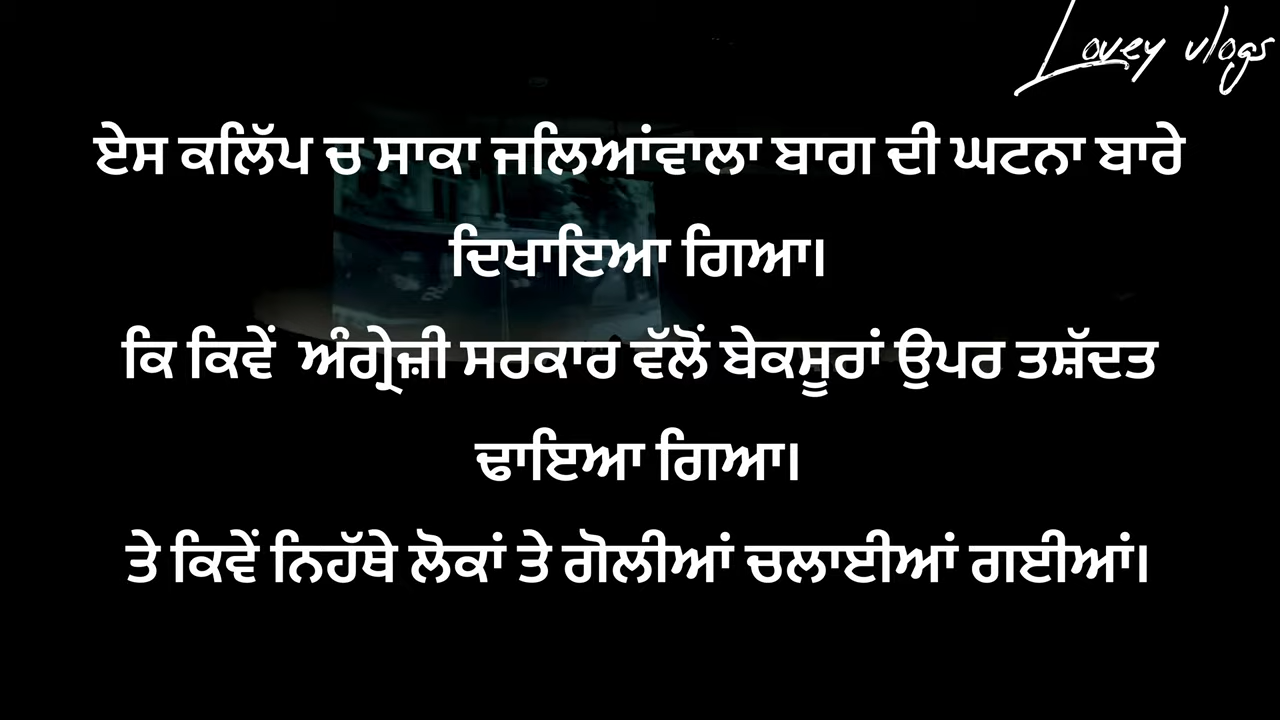 Lovey vlogs
ਏਸ ਕਲਿੱਪ ਚ ਸਾਕਾ ਜਲਿਆਂਵਾਲਾ ਬਾਗ ਦੀ ਘਟਨਾ ਬਾਰੇ
ਦਿਖਾਇਆ ਗਿਆ।
ਕਿ ਕਿਵੇਂ ਅੰਗ੍ਰੇਜ਼ੀ ਸਰਕਾਰ ਵੱਲੋਂ ਬੇਕਸੂਰਾਂ ਉਪਰ ਤਸ਼ੱਦਤ
ਢਾਇਆ ਗਿਆ।
ਤੇ ਕਿਵੇਂ ਨਿਹੱਥੇ ਲੋਕਾਂ ਤੇ ਗੋਲੀਆਂ ਚਲਾਈਆਂ ਗਈਆਂ।